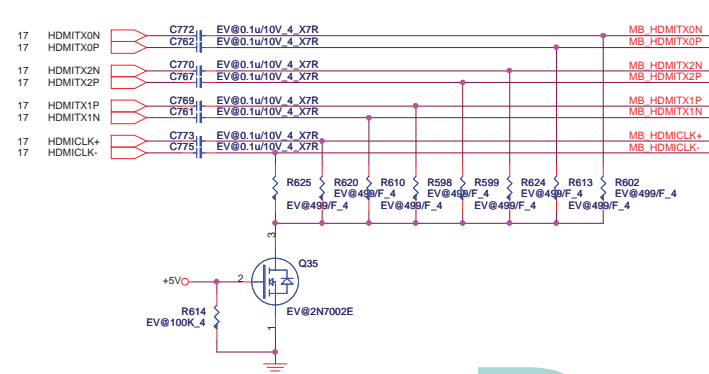 17 HDMITX0N C772 EV@0.1u/10V_4_X7R MB_HDMITX0N
17 HDMITX0P C762 EV@0.1u/10V_4_X7R MB_HDMITX0P
17 HDMITX2N C770 EV@0.1u/10V_4_X7R MB_HDMITX2N
17 HDMITX2P C767 EV@0.1u/10V_4_X7R MB_HDMITX2P
17 HDMITX1P C769 EV@0.1u/10V_4_X7R MB_HDMITX1P
17 HDMITX1N C761 EV@0.1u/10V_4_X7R MB_HDMITX1N
17 HDMICLK+ C773 EV@0.1u/10V_4_X7R MB_HDMICLK+
17 HDMICLK- C775 EV@0.1u/10V_4_X7R MB_HDMICLK-
R625 R620 R610 R598 R599 R624 R613 R602
EV@499/F_4 EV@499/F_4 EV@499/F_4 EV@499/F_4
EV@499/F_4 EV@499/F_4 EV@499/F_4 EV@499/F_4
3
Q35
+5V 2
R614
EV@100K_4
EV@2N7002E
1